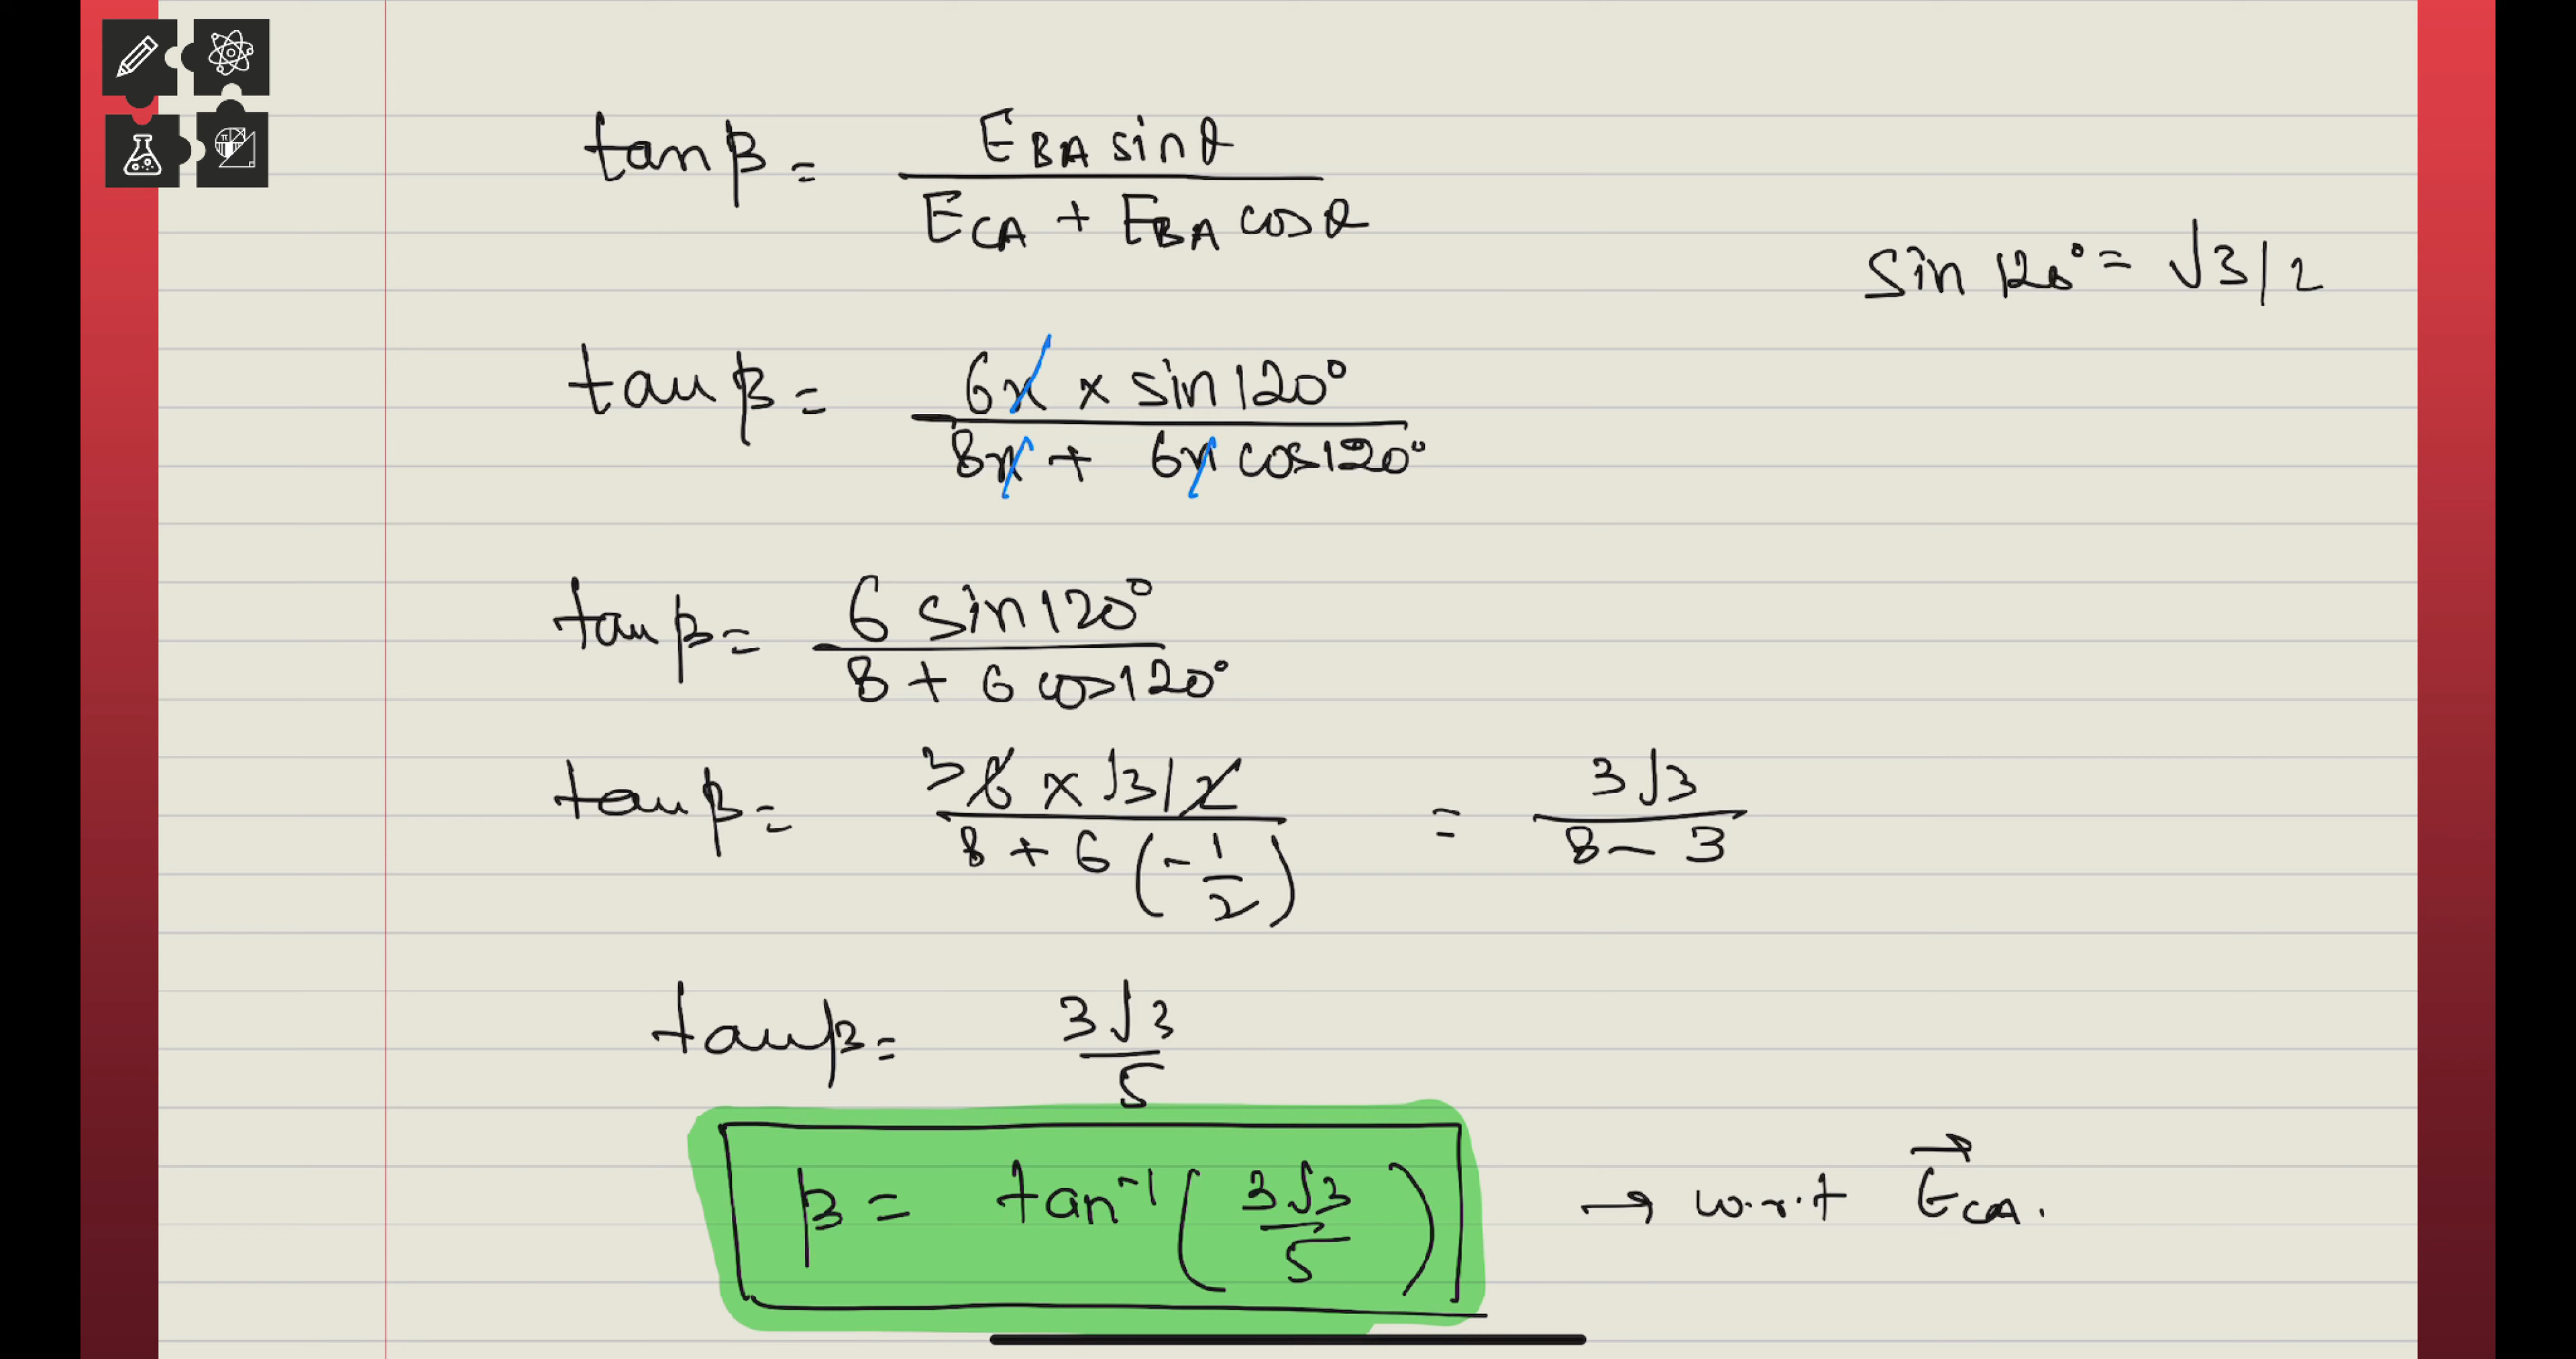 tan β = E_BA sin θ / E_CA + E_BA cos θ
sin 120° = √3/2
tan β = 6x × sin 120° / 8x + 6x cos 120°
tan β = 6 sin 120° / 8 + 6 cos 120°
tan β = 3 6 × √3/2 / 8 + 6 (-1/2) = 3√3 / 8 - 3
tan β = 3√3 / 5
β = tan⁻¹ (3√3 / 5) → w.r.t E⃗_CA.